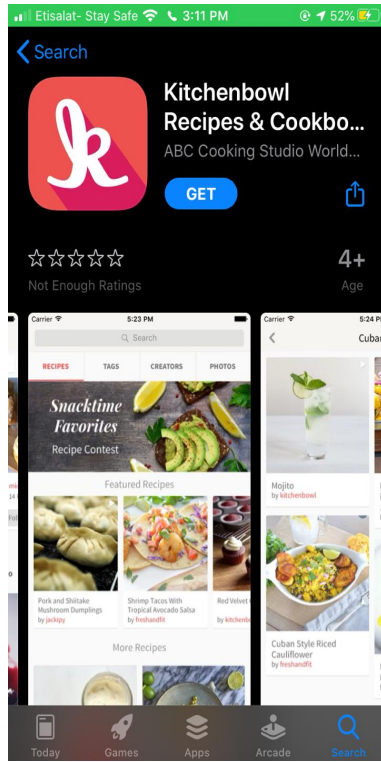 Etisalat- Stay Safe 3:11 PM 52%
Search
Kitchenbowl
Recipes & Cookbo...
ABC Cooking Studio World...
GET
4+
Not Enough Ratings
Age
Carrier 5:23 PM
Search
RECIPES TAGS CREATORS PHOTOS
Snacktime
Favorites
Recipe Contest
Featured Recipes
Pork and Shiitake
Mushroom Dumplings
by jackipy
Shrimp Tacos With
Tropical Avocado Salsa
by freshandfit
Red Velvet
by kitchenb
More Recipes
Carrier 5:24 P
Cuban
Mojito
by kitchenbowl
Cuban Style Riced
Cauliflower
by freshandfit
Today Games Apps Arcade Search